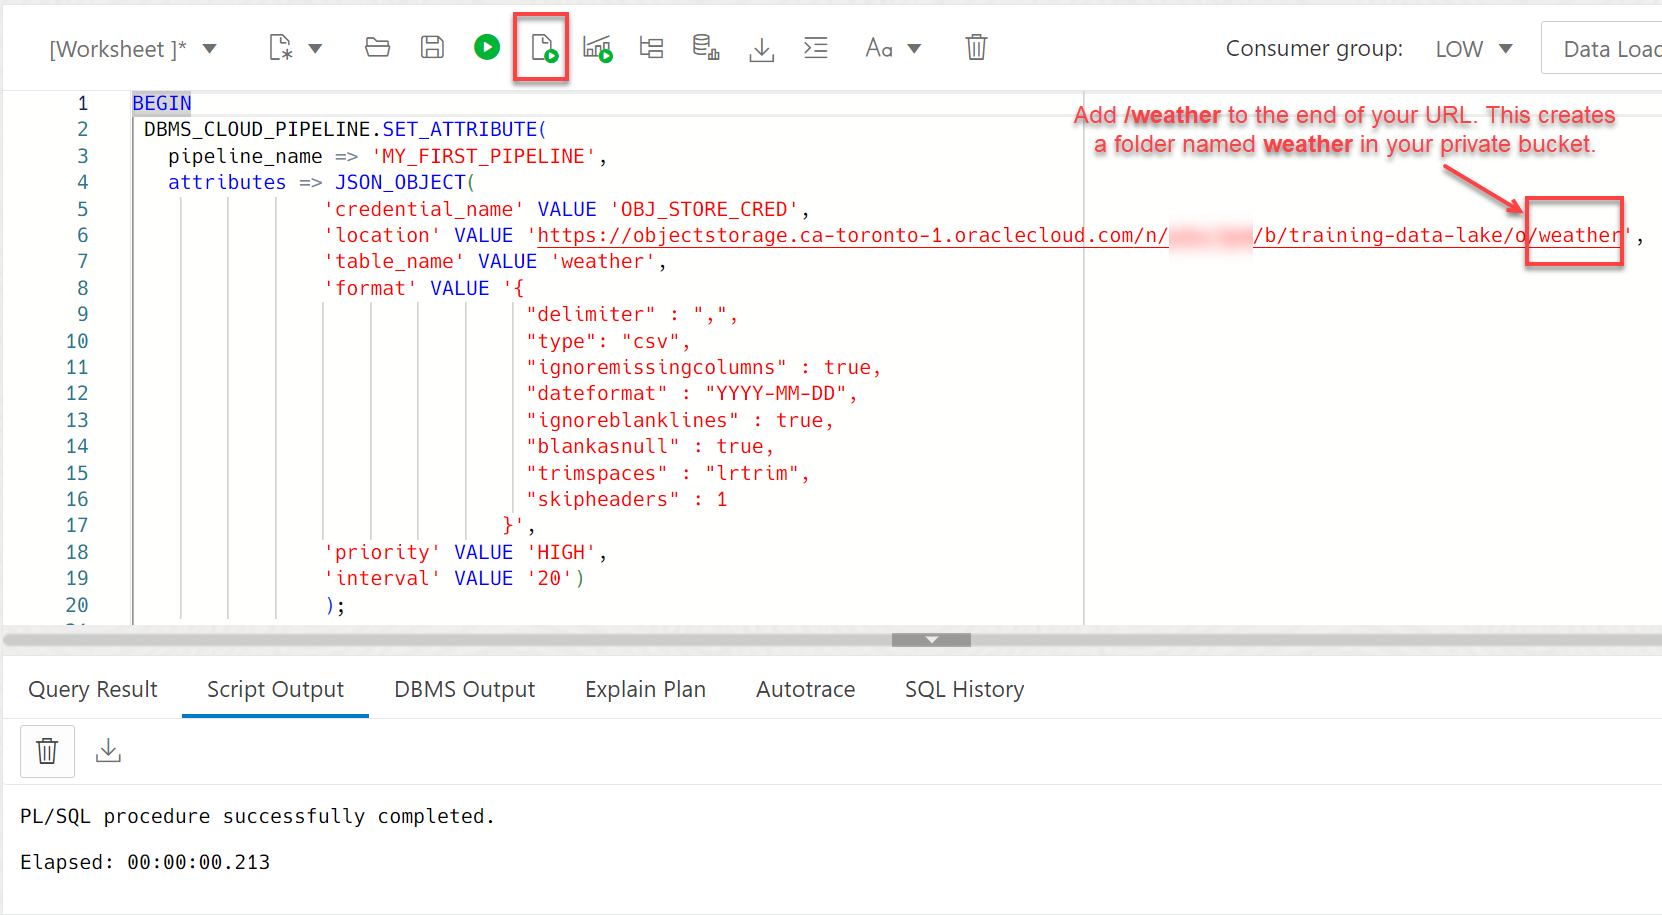 [Worksheet ]*
Aa
Consumer group: LOW
Data Load
Add /weather to the end of your URL. This creates
a folder named weather in your private bucket.
1 BEGIN
2 DBMS_CLOUD_PIPELINE.SET_ATTRIBUTE(
3 pipeline_name => 'MY_FIRST_PIPELINE',
4 attributes => JSON_OBJECT(
5 'credential_name' VALUE 'OBJ_STORE_CRED',
6 'location' VALUE 'https://objectstorage.ca-toronto-1.oraclecloud.com/n/ /b/training-data-lake/o/weather',
7 'table_name' VALUE 'weather',
8 'format' VALUE '{
9 "delimiter" : ",",
10 "type": "csv",
11 "ignoremissingcolumns" : true,
12 "dateformat" : "YYYY-MM-DD",
13 "ignoreblanklines" : true,
14 "blankasnull" : true,
15 "trimspaces" : "lrtrim",
16 "skipheaders" : 1
17 }',
18 'priority' VALUE 'HIGH',
19 'interval' VALUE '20')
20 );
Query Result Script Output DBMS Output Explain Plan Autotrace SQL History
PL/SQL procedure successfully completed.
Elapsed: 00:00:00.213